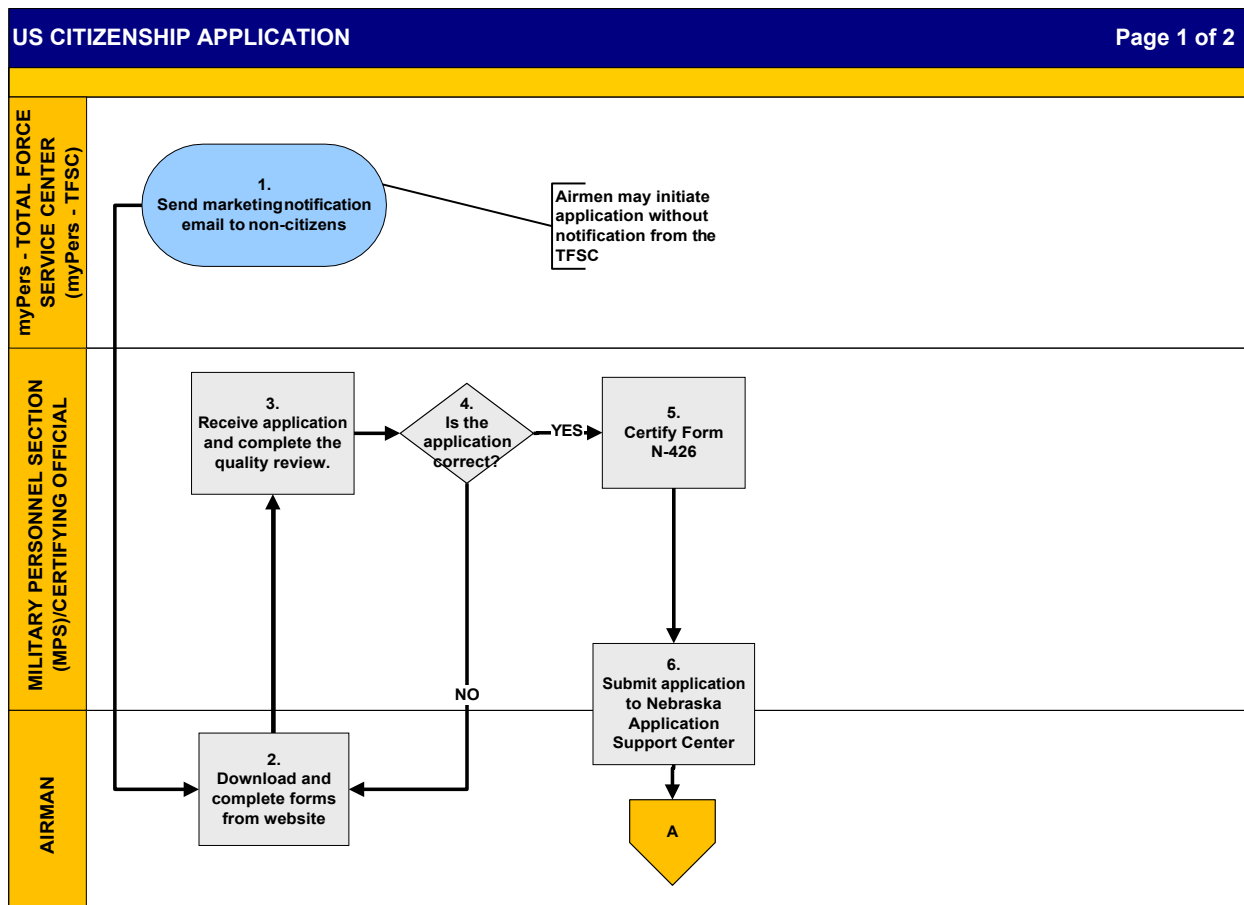 US CITIZENSHIP APPLICATION
Page 1 of 2
myPers - TOTAL FORCE
SERVICE CENTER
(myPers - TFSC)
1.
Send marketing notification
email to non-citizens
Airmen may initiate
application without
notification from the
TFSC
MILITARY PERSONNEL SECTION
(MPS)/CERTIFYING OFFICIAL
3.
Receive application
and complete the
quality review.
4.
Is the
application
correct?
YES
5.
Certify Form
N-426
NO
6.
Submit application
to Nebraska
Application
Support Center
AIRMAN
2.
Download and
complete forms
from website
A